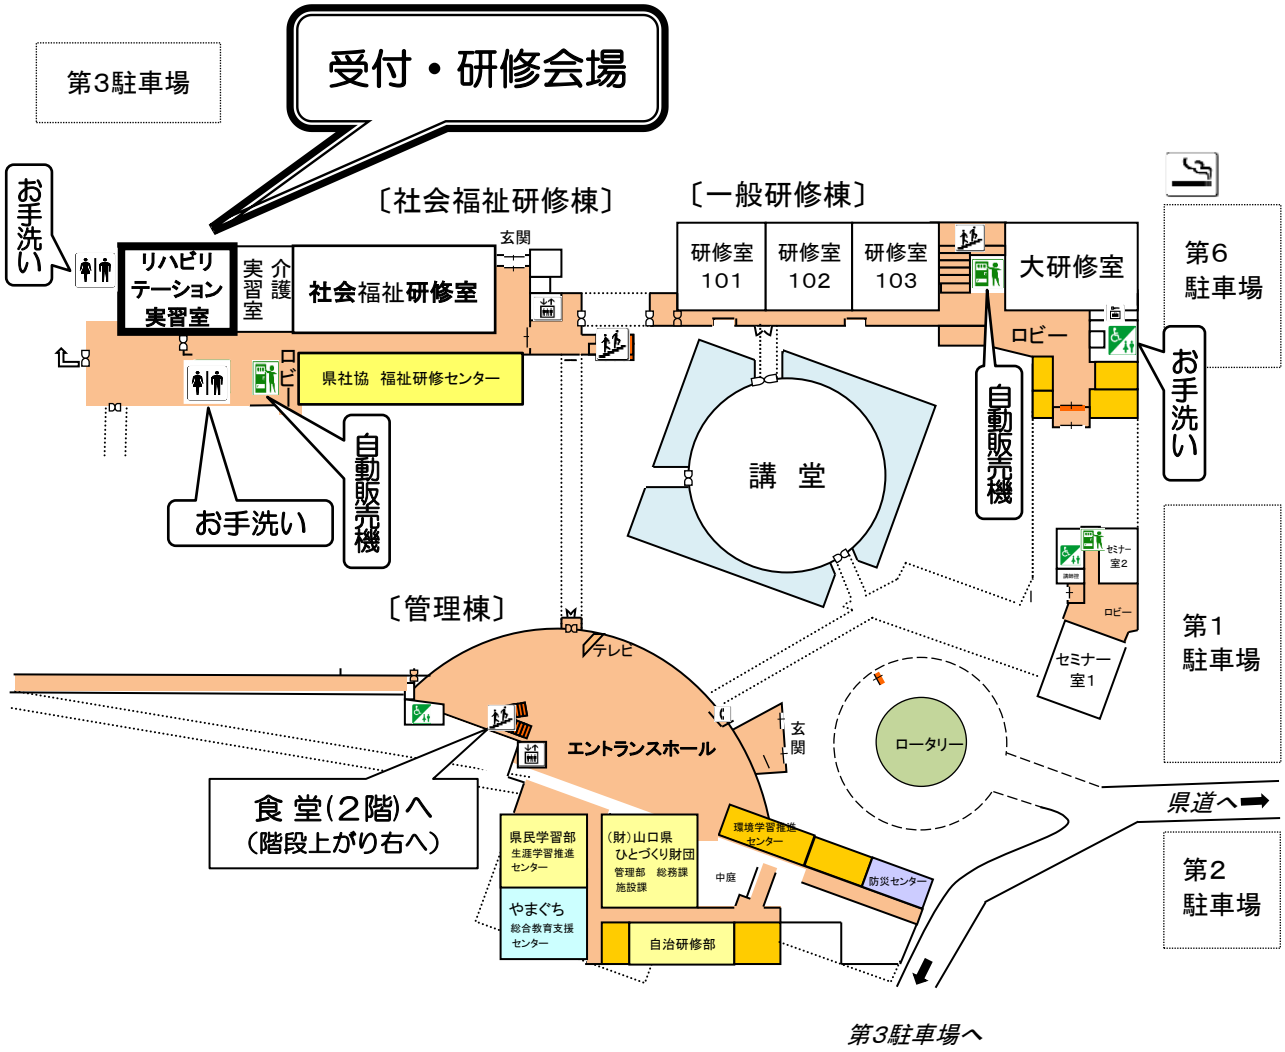 受付・研修会場
第3駐車場
お手洗い
〔社会福祉研修棟〕
〔一般研修棟〕
玄関
リハビリ
テーション
実習室
介護
実習室
社会福祉研修室
研修室
101
研修室
102
研修室
103
大研修室
第6
駐車場
ロビー
ロビー
県社協 福祉研修センター
お手洗い
自動販売機
自動販売機
お手洗い
講 堂
セミナー
室2
ロビー
セミナー
室1
第1
駐車場
〔管理棟〕
テレビ
エントランスホール
玄関
ロータリー
県道へ
食 堂(2階)へ
(階段上がり右へ)
県民学習部
生涯学習推進
センター
(財)山口県
ひとづくり財団
管理部 総務課
施設課
環境学習推進
センター
防災センター
中庭
やまぐち
総合教育支援
センター
自治研修部
第2
駐車場
第3駐車場へ